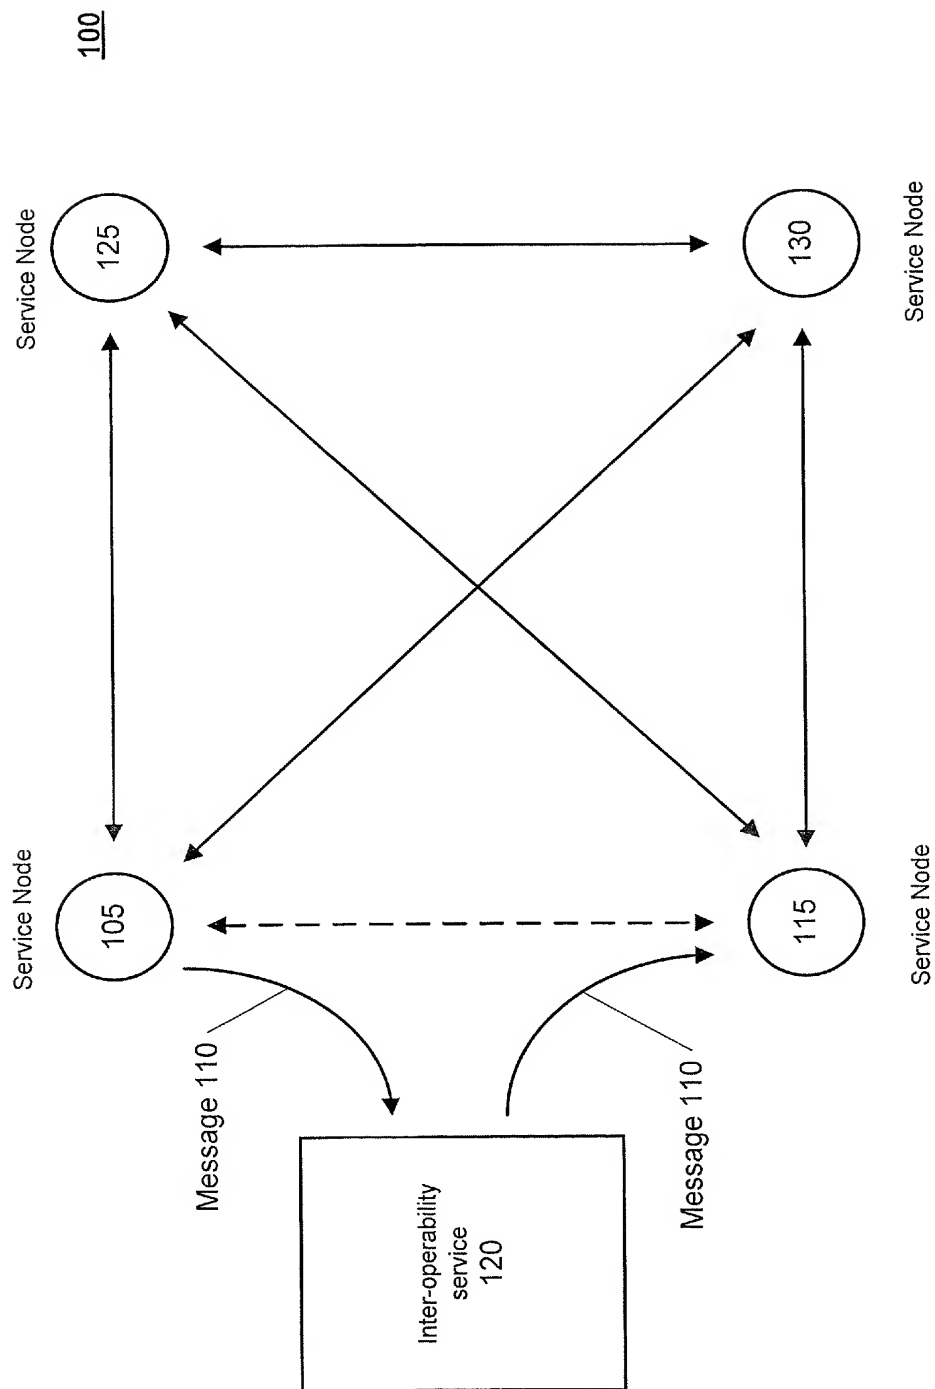 100
Service Node
105
Service Node
125
Message 110
Inter-operability
service
120
Message 110
115
Service Node
130
Service Node